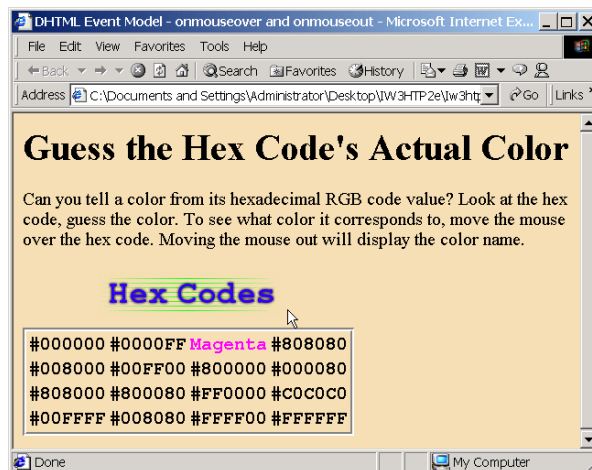 DHTML Event Model - onmouseover and onmouseout - Microsoft Internet Ex...
File Edit View Favorites Tools Help
Back Search Favorites History
Address C:\Documents and Settings\Administrator\Desktop\IW3HTP2e\Iw3htp Go Links
Guess the Hex Code's Actual Color
Can you tell a color from its hexadecimal RGB code value? Look at the hex
code, guess the color. To see what color it corresponds to, move the mouse
over the hex code. Moving the mouse out will display the color name.
Hex Codes
#000000 #0000FF Magenta #808080
#008000 #00FF00 #800000 #000080
#808000 #800080 #FF0000 #C0C0C0
#00FFFF #008080 #FFFF00 #FFFFFF
Done My Computer